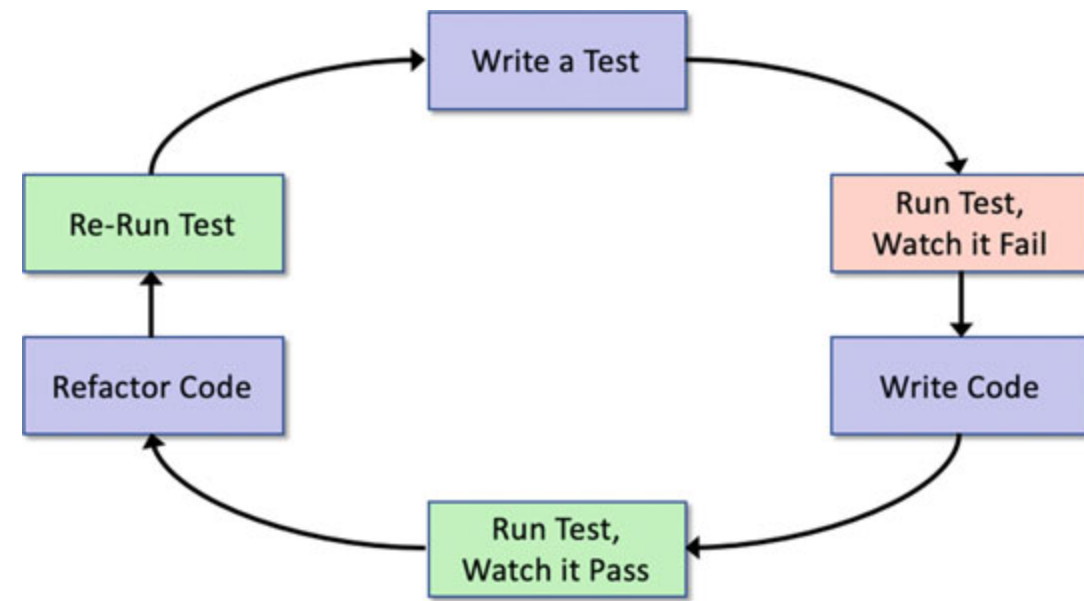 Write a Test
Run Test,
Watch it Fail
Write Code
Run Test,
Watch it Pass
Refactor Code
Re-Run Test